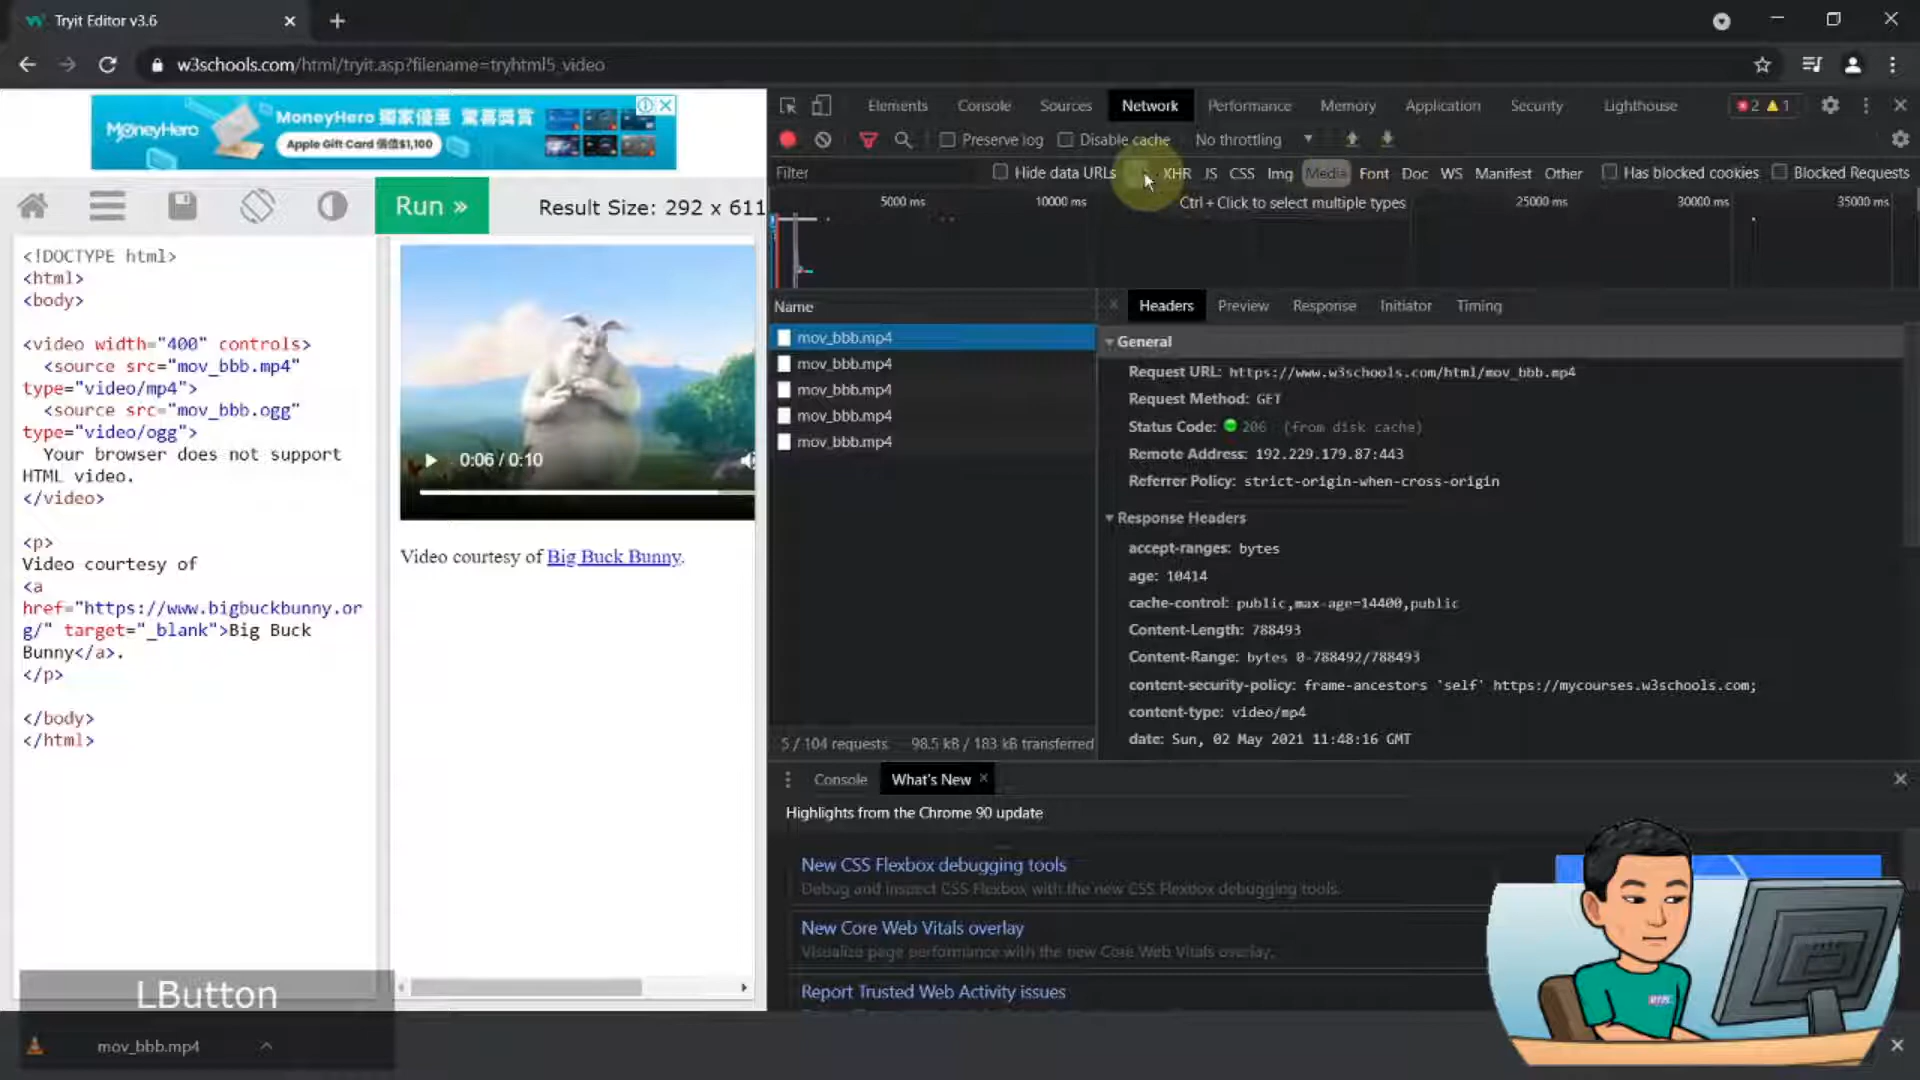 Tryit Editor v3.6
w3schools.com/html/tryit.asp?filename=tryhtml5_video
MoneyHero 獨家優惠 驚喜獎賞
Apple Gift Card 價值$1,100
Run »
Result Size: 292 x 611
<!DOCTYPE html>
<html>
<body>
<video width="400" controls>
<source src="mov_bbb.mp4"
type="video/mp4">
<source src="mov_bbb.ogg"
type="video/ogg">
Your browser does not support
HTML video.
</video>
<p>
Video courtesy of
<a
href="https://www.bigbuckbunny.or
g/" target="_blank">Big Buck
Bunny</a>.
</p>
</body>
</html>
0:06 / 0:10
Video courtesy of Big Buck Bunny.
Elements Console Sources Network Performance Memory Application Security Lighthouse 2 1
Preserve log Disable cache No throttling
Filter Hide data URLs XHR JS CSS Img Media Font Doc WS Manifest Other Has blocked cookies Blocked Requests
Ctrl + Click to select multiple types
5000 ms 10000 ms 25000 ms 30000 ms 35000 ms
Name
mov_bbb.mp4
mov_bbb.mp4
mov_bbb.mp4
mov_bbb.mp4
mov_bbb.mp4
5 / 104 requests 98.5 kB / 183 kB transferred
Headers Preview Response Initiator Timing
General
Request URL: https://www.w3schools.com/html/mov_bbb.mp4
Request Method: GET
Status Code: 206 (from disk cache)
Remote Address: 192.229.179.87:443
Referrer Policy: strict-origin-when-cross-origin
Response Headers
accept-ranges: bytes
age: 10414
cache-control: public,max-age=14400,public
Content-Length: 788493
Content-Range: bytes 0-788492/788493
content-security-policy: frame-ancestors 'self' https://mycourses.w3schools.com;
content-type: video/mp4
date: Sun, 02 May 2021 11:48:16 GMT
Console What's New
Highlights from the Chrome 90 update
New CSS Flexbox debugging tools
Debug and inspect CSS Flexbox with the new CSS Flexbox debugging tools.
New Core Web Vitals overlay
Visualize page performance with the new Core Web Vitals overlay.
Report Trusted Web Activity issues
LButton
mov_bbb.mp4